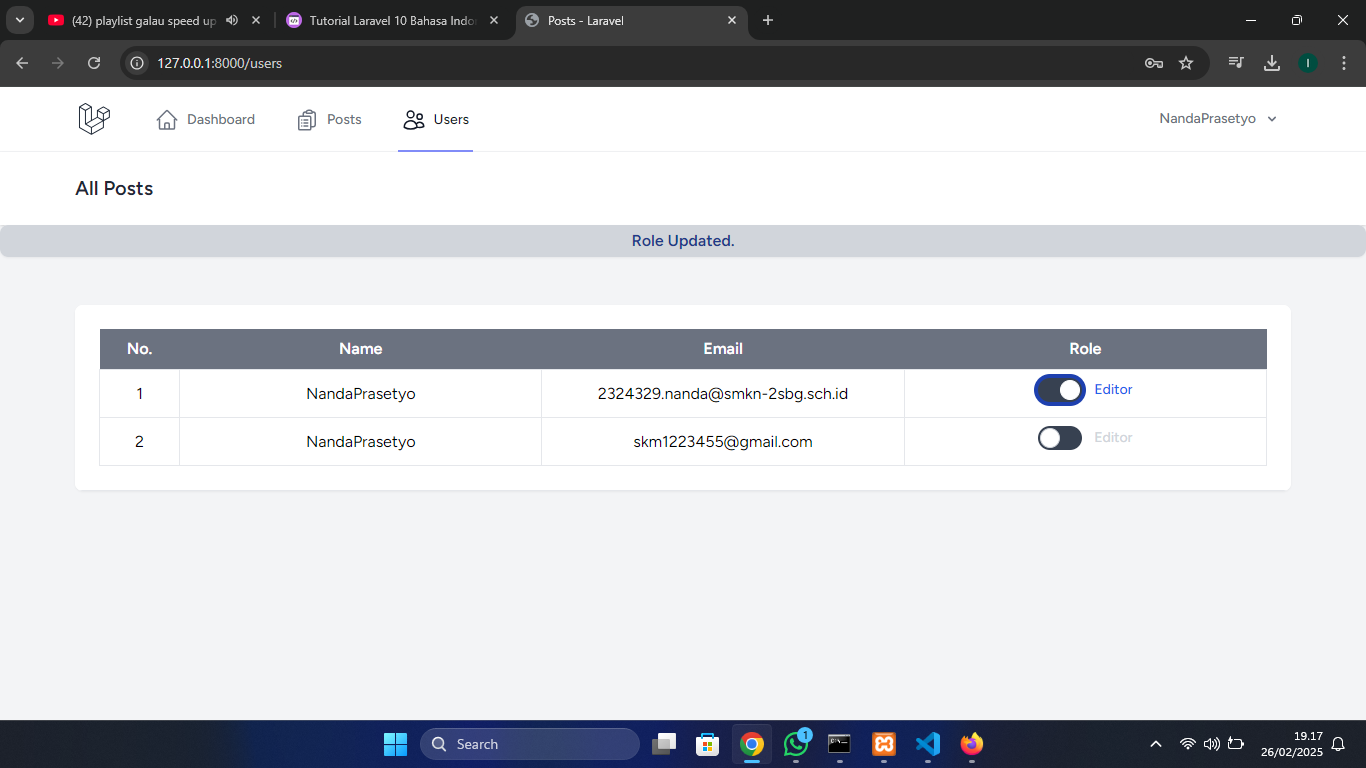 (42) playlist galau speed up
Tutorial Laravel 10 Bahasa Indo
Posts - Laravel
127.0.0.1:8000/users
I
Dashboard
Posts
Users
NandaPrasetyo
All Posts
Role Updated.
No. Name Email Role
1 NandaPrasetyo 2324329.nanda@smkn-2sbg.sch.id Editor
2 NandaPrasetyo skm1223455@gmail.com Editor
Search
1
19.17
26/02/2025